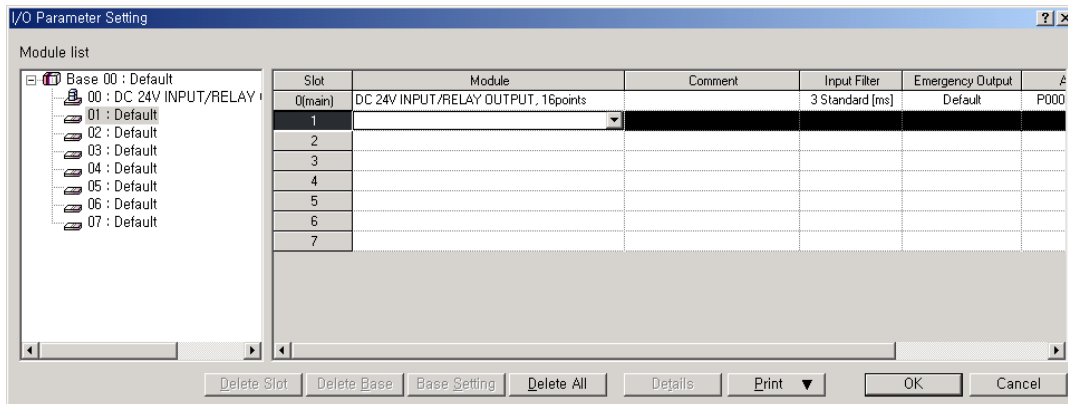 I/O Parameter Setting
Module list
Base 00 : Default
00 : DC 24V INPUT/RELAY
01 : Default
02 : Default
03 : Default
04 : Default
05 : Default
06 : Default
07 : Default
Slot Module Comment Input Filter Emergency Output
0(main) DC 24V INPUT/RELAY OUTPUT, 16points 3 Standard [ms] Default P000
1
2
3
4
5
6
7
Delete Slot Delete Base Base Setting Delete All Details Print ▼ OK Cancel